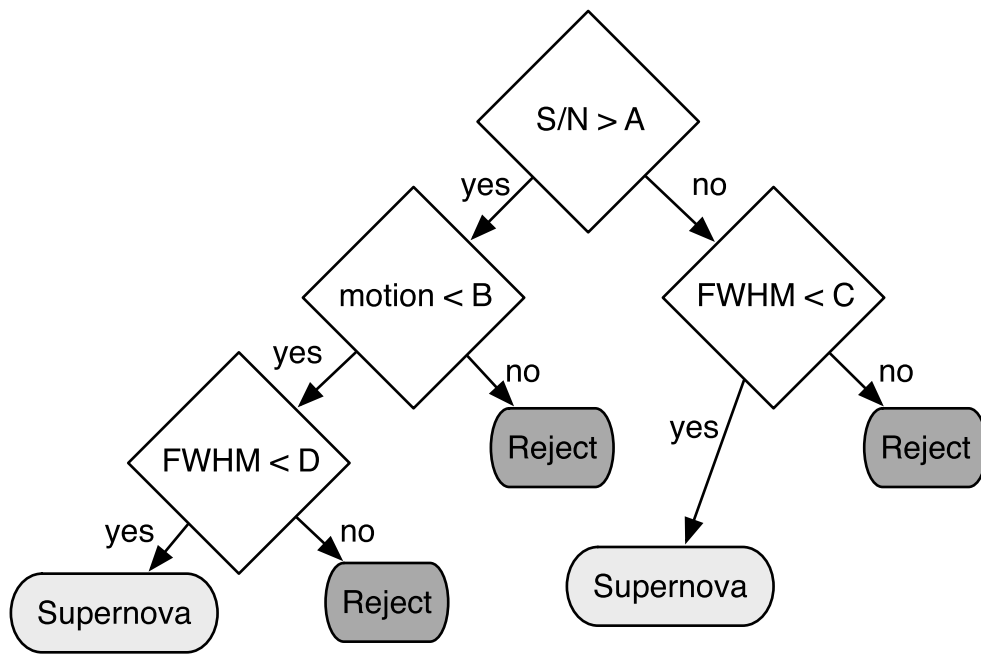 S/N > A
yes
no
motion < B
FWHM < C
yes
no
no
yes
FWHM < D
Reject
Reject
yes
no
Supernova
Reject
Supernova